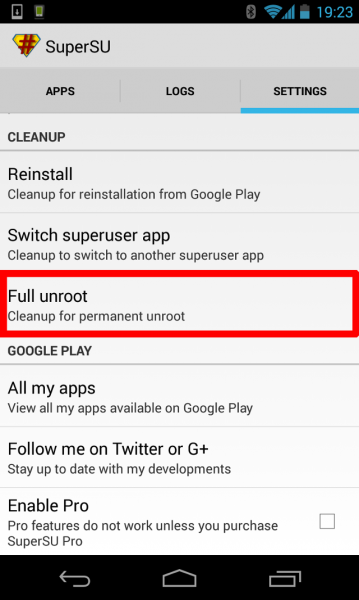 19:23
SuperSU
APPS LOGS SETTINGS
CLEANUP
Reinstall
Cleanup for reinstallation from Google Play
Switch superuser app
Cleanup to switch to another superuser app
Full unroot
Cleanup for permanent unroot
GOOGLE PLAY
All my apps
View all my apps available on Google Play
Follow me on Twitter or G+
Stay up to date with my developments
Enable Pro
Pro features do not work unless you purchase
SuperSU Pro